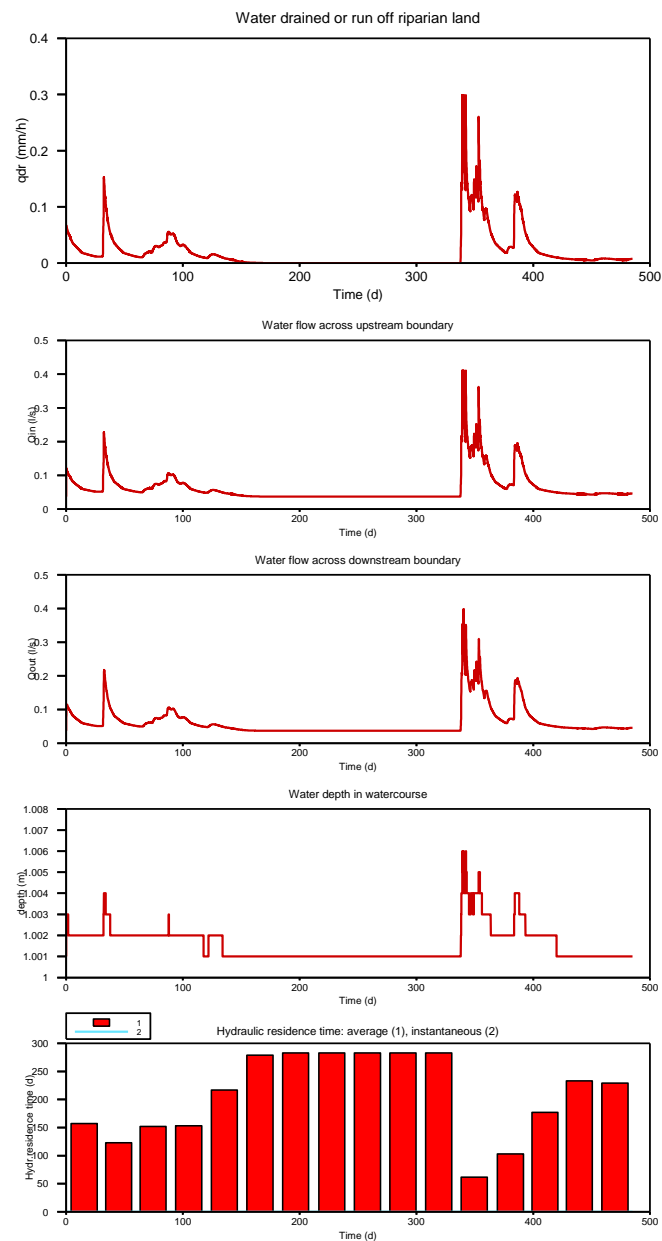 Water drained or run off riparian land
0.4
0.3
0.2
0.1
0
qdr (mm/h)
0 100 200 300 400 500
Time (d)
Water flow across upstream boundary
0.5
0.4
0.3
0.2
0.1
0
Qin (l/s)
0 100 200 300 400 500
Time (d)
Water flow across downstream boundary
0.5
0.4
0.3
0.2
0.1
0
Qout (l/s)
0 100 200 300 400 500
Time (d)
Water depth in watercourse
1.008
1.007
1.006
1.005
1.004
1.003
1.002
1.001
1
depth (m)
0 100 200 300 400 500
Time (d)
1
2
Hydraulic residence time: average (1), instantaneous (2)
300
250
200
150
100
50
0
Hydr.residence time (d)
0 100 200 300 400 500
Time (d)